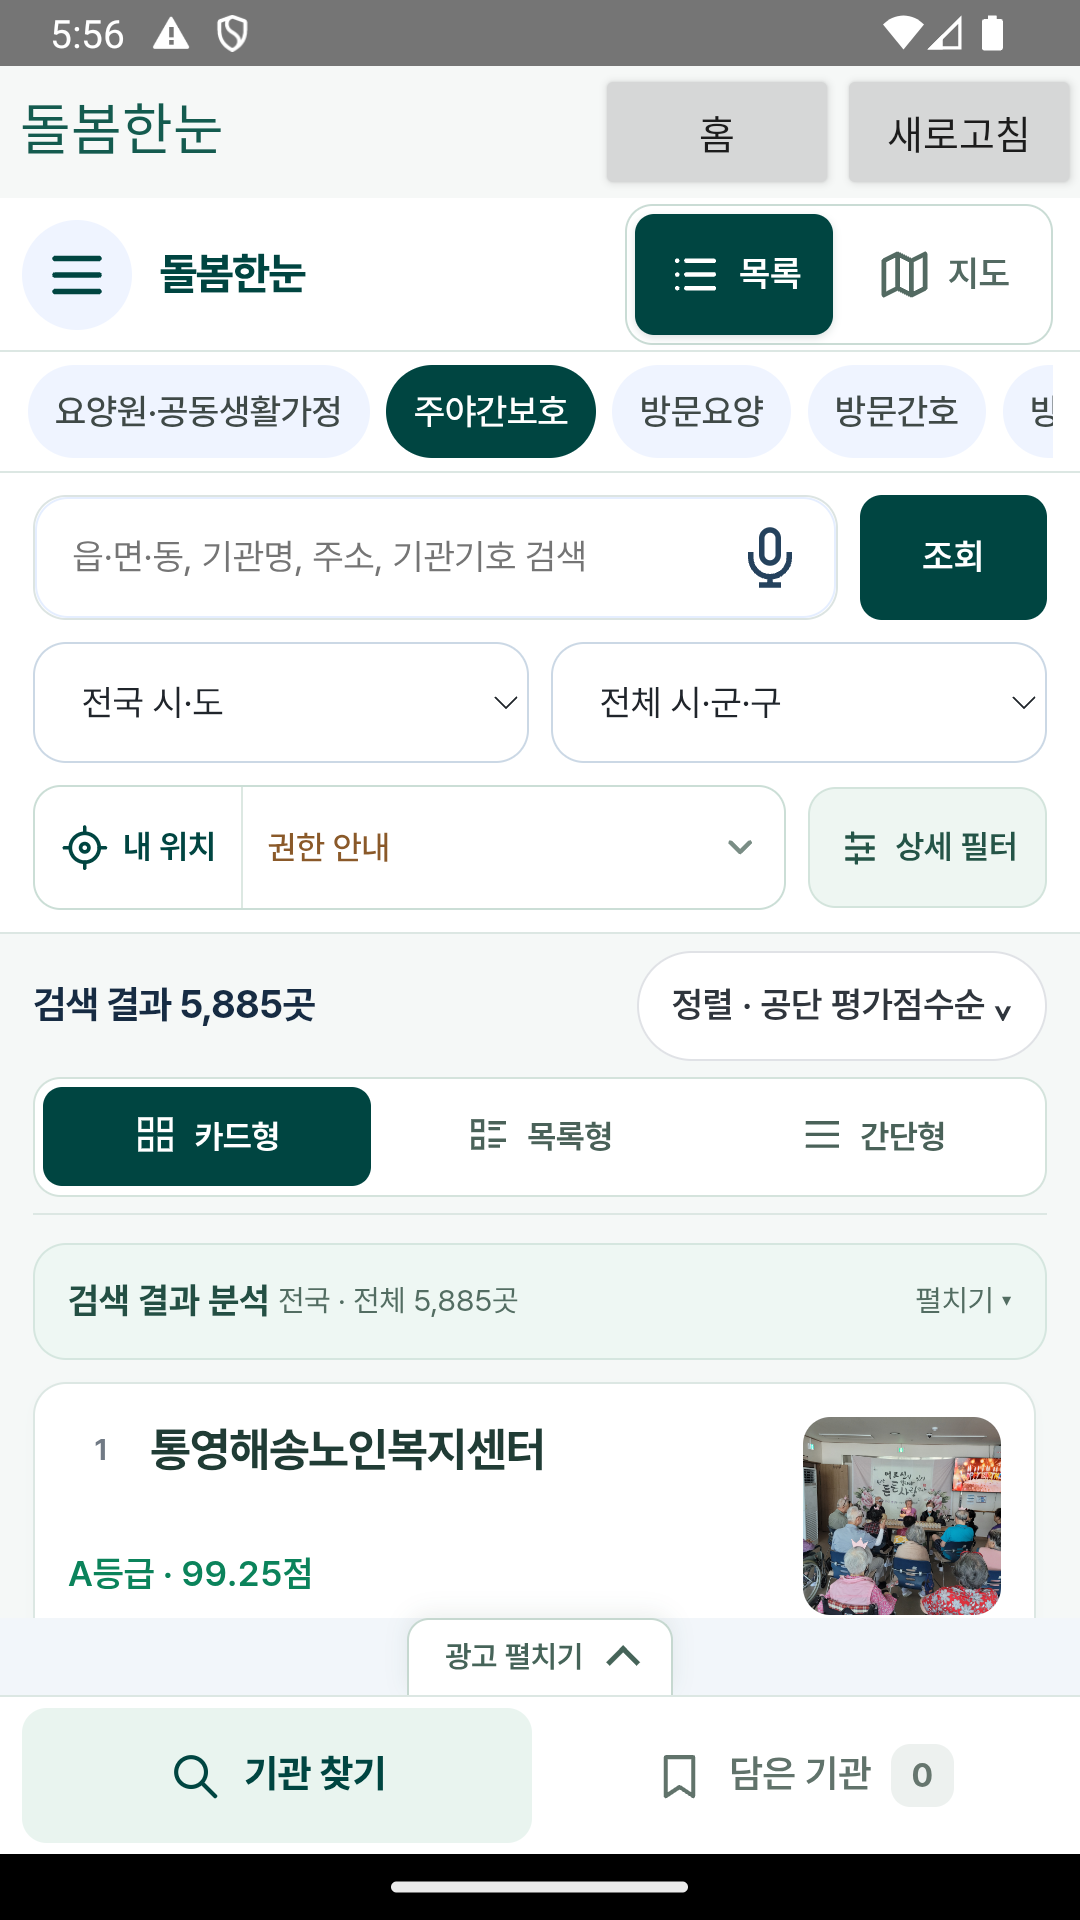 5:56
돌봄한눈
홈
새로고침
돌봄한눈
목록
지도
요양원·공동생활가정
주야간보호
방문요양
방문간호
읍·면·동, 기관명, 주소, 기관기호 검색
조회
전국 시·도
전체 시·군·구
내 위치
권한 안내
상세 필터
검색 결과 5,885곳
정렬 · 공단 평가점수순
카드형
목록형
간단형
검색 결과 분석 전국 · 전체 5,885곳
펼치기
1
통영해송노인복지센터
A등급 · 99.25점
광고 펼치기
기관 찾기
담은 기관
0